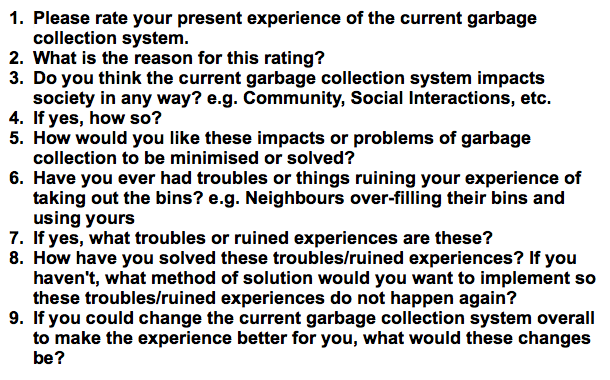 1. Please rate your present experience of the current garbage
collection system.
2. What is the reason for this rating?
3. Do you think the current garbage collection system impacts
society in any way? e.g. Community, Social Interactions, etc.
4. If yes, how so?
5. How would you like these impacts or problems of garbage
collection to be minimised or solved?
6. Have you ever had troubles or things ruining your experience of
taking out the bins? e.g. Neighbours over-filling their bins and
using yours
7. If yes, what troubles or ruined experiences are these?
8. How have you solved these troubles/ruined experiences? If you
haven't, what method of solution would you want to implement so
these troubles/ruined experiences do not happen again?
9. If you could change the current garbage collection system overall
to make the experience better for you, what would these changes
be?